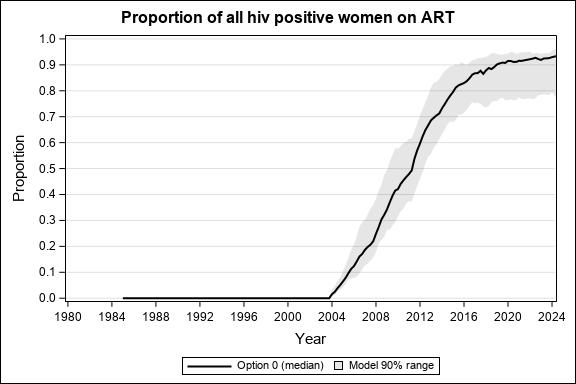 Proportion of all hiv positive women on ART
1.0
0.9
0.8
0.7
0.6
0.5
0.4
0.3
0.2
0.1
0.0
Proportion
1980 1984 1988 1992 1996 2000 2004 2008 2012 2016 2020 2024
Year
Option 0 (median) Model 90% range